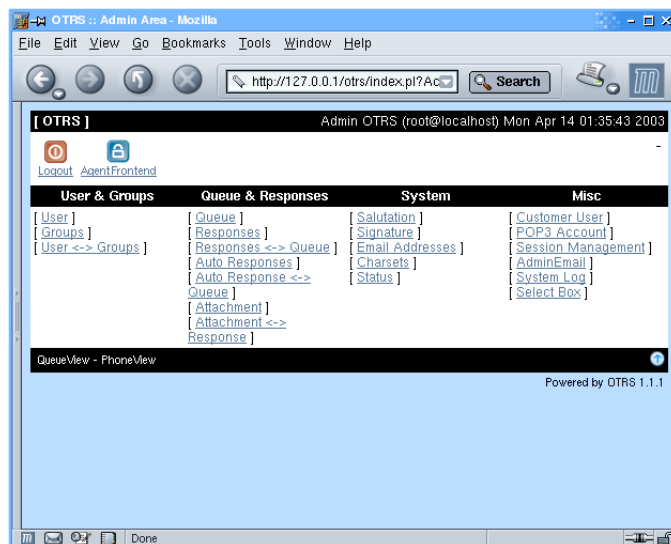 OTRS :: Admin Area - Mozilla
File Edit View Go Bookmarks Tools Window Help
http://127.0.0.1/otrs/index.pl?Ac Search
[ OTRS ] Admin OTRS (root@localhost) Mon Apr 14 01:35:43 2003
-
Logout AgentFrontend
User & Groups Queue & Responses System Misc
[ User ] [ Queue ] [ Salutation ] [ Customer User ]
[ Groups ] [ Responses ] [ Signature ] [ POP3 Account ]
[ User <-> Groups ] [ Responses <-> Queue ] [ Email Addresses ] [ Session Management ]
[ Auto Responses ] [ Charsets ] [ AdminEmail ]
[ Auto Response <-> [ Status ] [ System Log ]
Queue ] [ Select Box ]
[ Attachment ]
[ Attachment <->
Response ]
QueueView - PhoneView
Powered by OTRS 1.1.1
Done